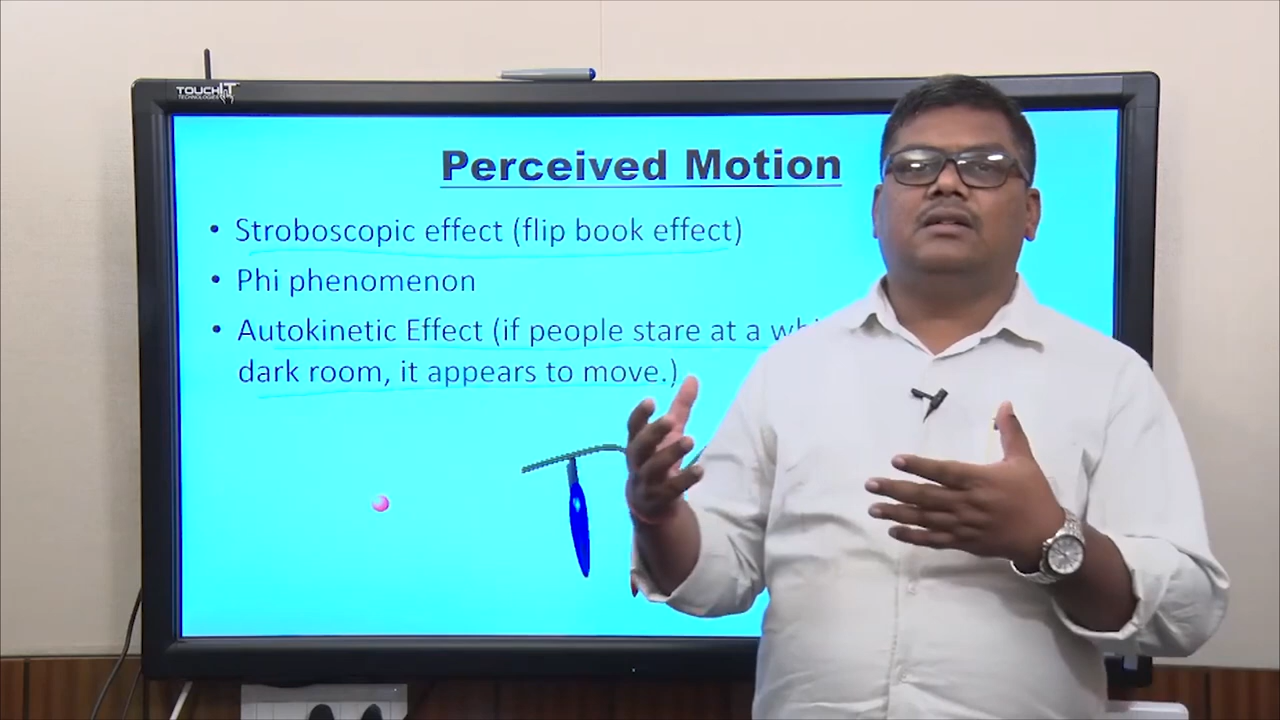 TOUCHIT
TECHNOLOGIES
Perceived Motion
• Stroboscopic effect (flip book effect)
• Phi phenomenon
• Autokinetic Effect (if people stare at a
dark room, it appears to move.)